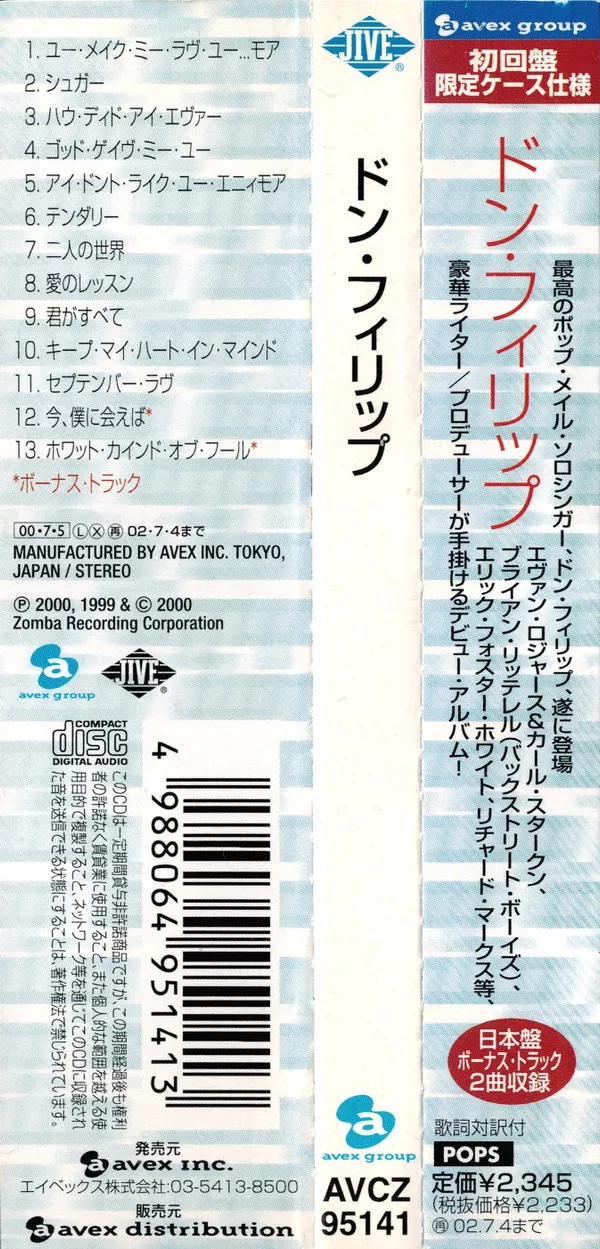 1. ユー・メイク・ミー・ラヴ・ユー…モア
2. シュガー
3. ハウ・ディド・アイ・エヴァー
4. ゴッド・ゲイヴ・ミー・ユー
5. アイ・ドント・ライク・ユー・エニィモア
6. テンダリー
7. 二人の世界
8. 愛のレッスン
9. 君がすべて
10. キープ・マイ・ハート・イン・マインド
11. セプテンバー・ラヴ
12. 今、僕に会えば*
13. ホワット・カインド・オブ・フール*
*ボーナス・トラック
00・7・5 Ⓛ Ⓧ ㊢ 02・7・4まで
MANUFACTURED BY AVEX INC. TOKYO,
JAPAN / STEREO
Ⓟ 2000, 1999 & © 2000
Zomba Recording Corporation
a
avex group
JIVE®
COMPACT
disc
DIGITAL AUDIO
4 988064 951413
このCDは一定期間貸与非許諾商品ですが、この期間経過後も権利
者の許諾なく賃貸業に使用すること、また個人的な範囲を越える使
用目的で複製すること、ネットワーク等を通じてこのCDに収録され
た音を送信できる状態にすることは、著作権法で禁じられています。
発売元
a avex inc.
エイベックス株式会社:03-5413-8500
販売元
a avex distribution
JIVE®
ドン・フィリップ
a
avex group
AVCZ
95141
a avex group
初回盤
限定ケース仕様
ドン・フィリップ
最高のポップ・メイル・ソロシンガー、ドン・フィリップ、遂に登場
エヴァン・ロジャース&カール・スタークン、
ブライアン・リッテレル(バックストリート・ボーイズ)、
エリック・フォスター・ホワイト、リチャード・マークス等、
豪華ライター/プロデューサーが手掛けるデビュー・アルバム!
日本盤
ボーナス・トラック
2曲収録
歌詞対訳付
POPS
定価¥2,345
(税抜価格¥2,233)
㊢ 02.7.4まで